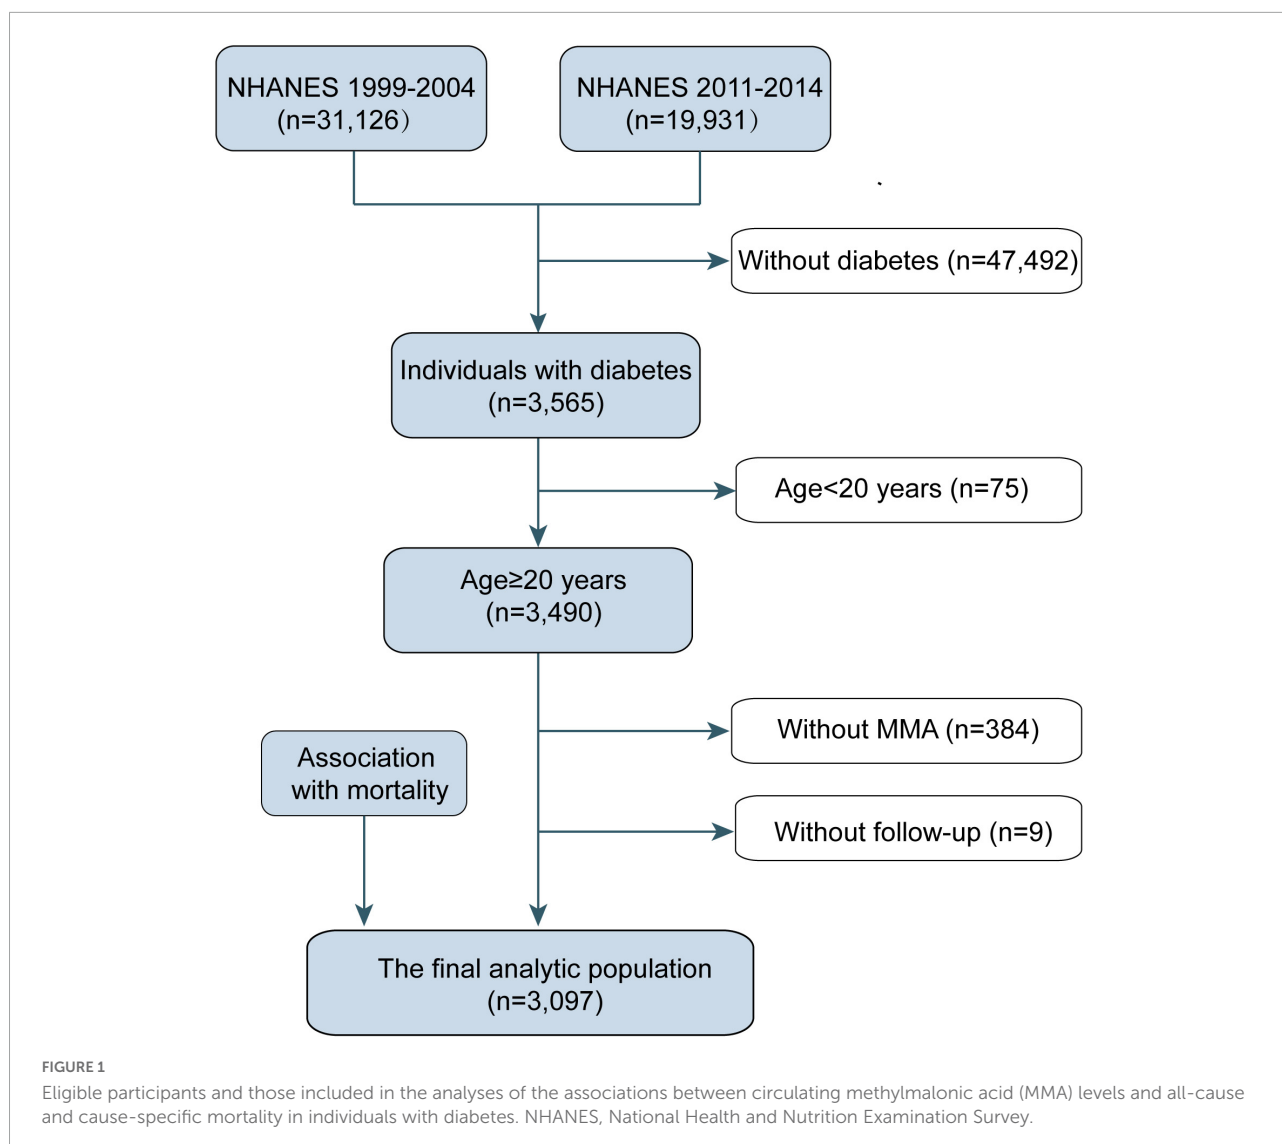 NHANES 1999-2004
(n=31,126）
NHANES 2011-2014
(n=19,931）
Without diabetes (n=47,492)
Individuals with diabetes
(n=3,565)
Age<20 years (n=75)
Age≥20 years
(n=3,490)
Without MMA (n=384)
Association
with mortality
Without follow-up (n=9)
The final analytic population
(n=3,097)
FIGURE 1
Eligible participants and those included in the analyses of the associations between circulating methylmalonic acid (MMA) levels and all-cause
and cause-specific mortality in individuals with diabetes. NHANES, National Health and Nutrition Examination Survey.